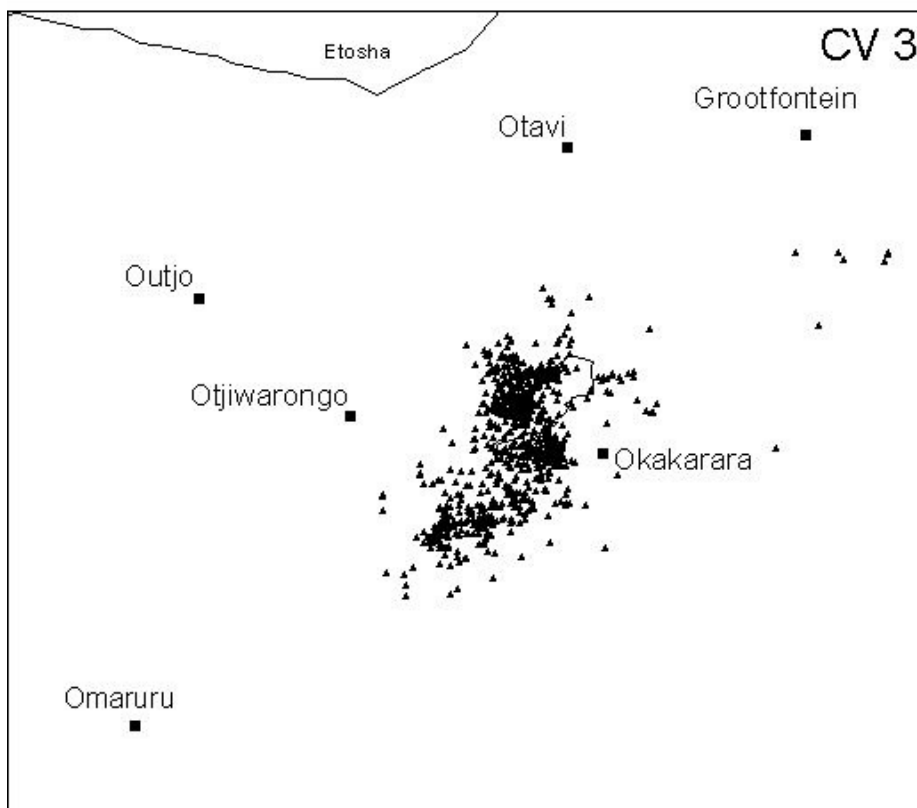 Etosha
CV 3
Grootfontein
Otavi
Outjo
Otjiwarongo
Okakarara
Omaruru